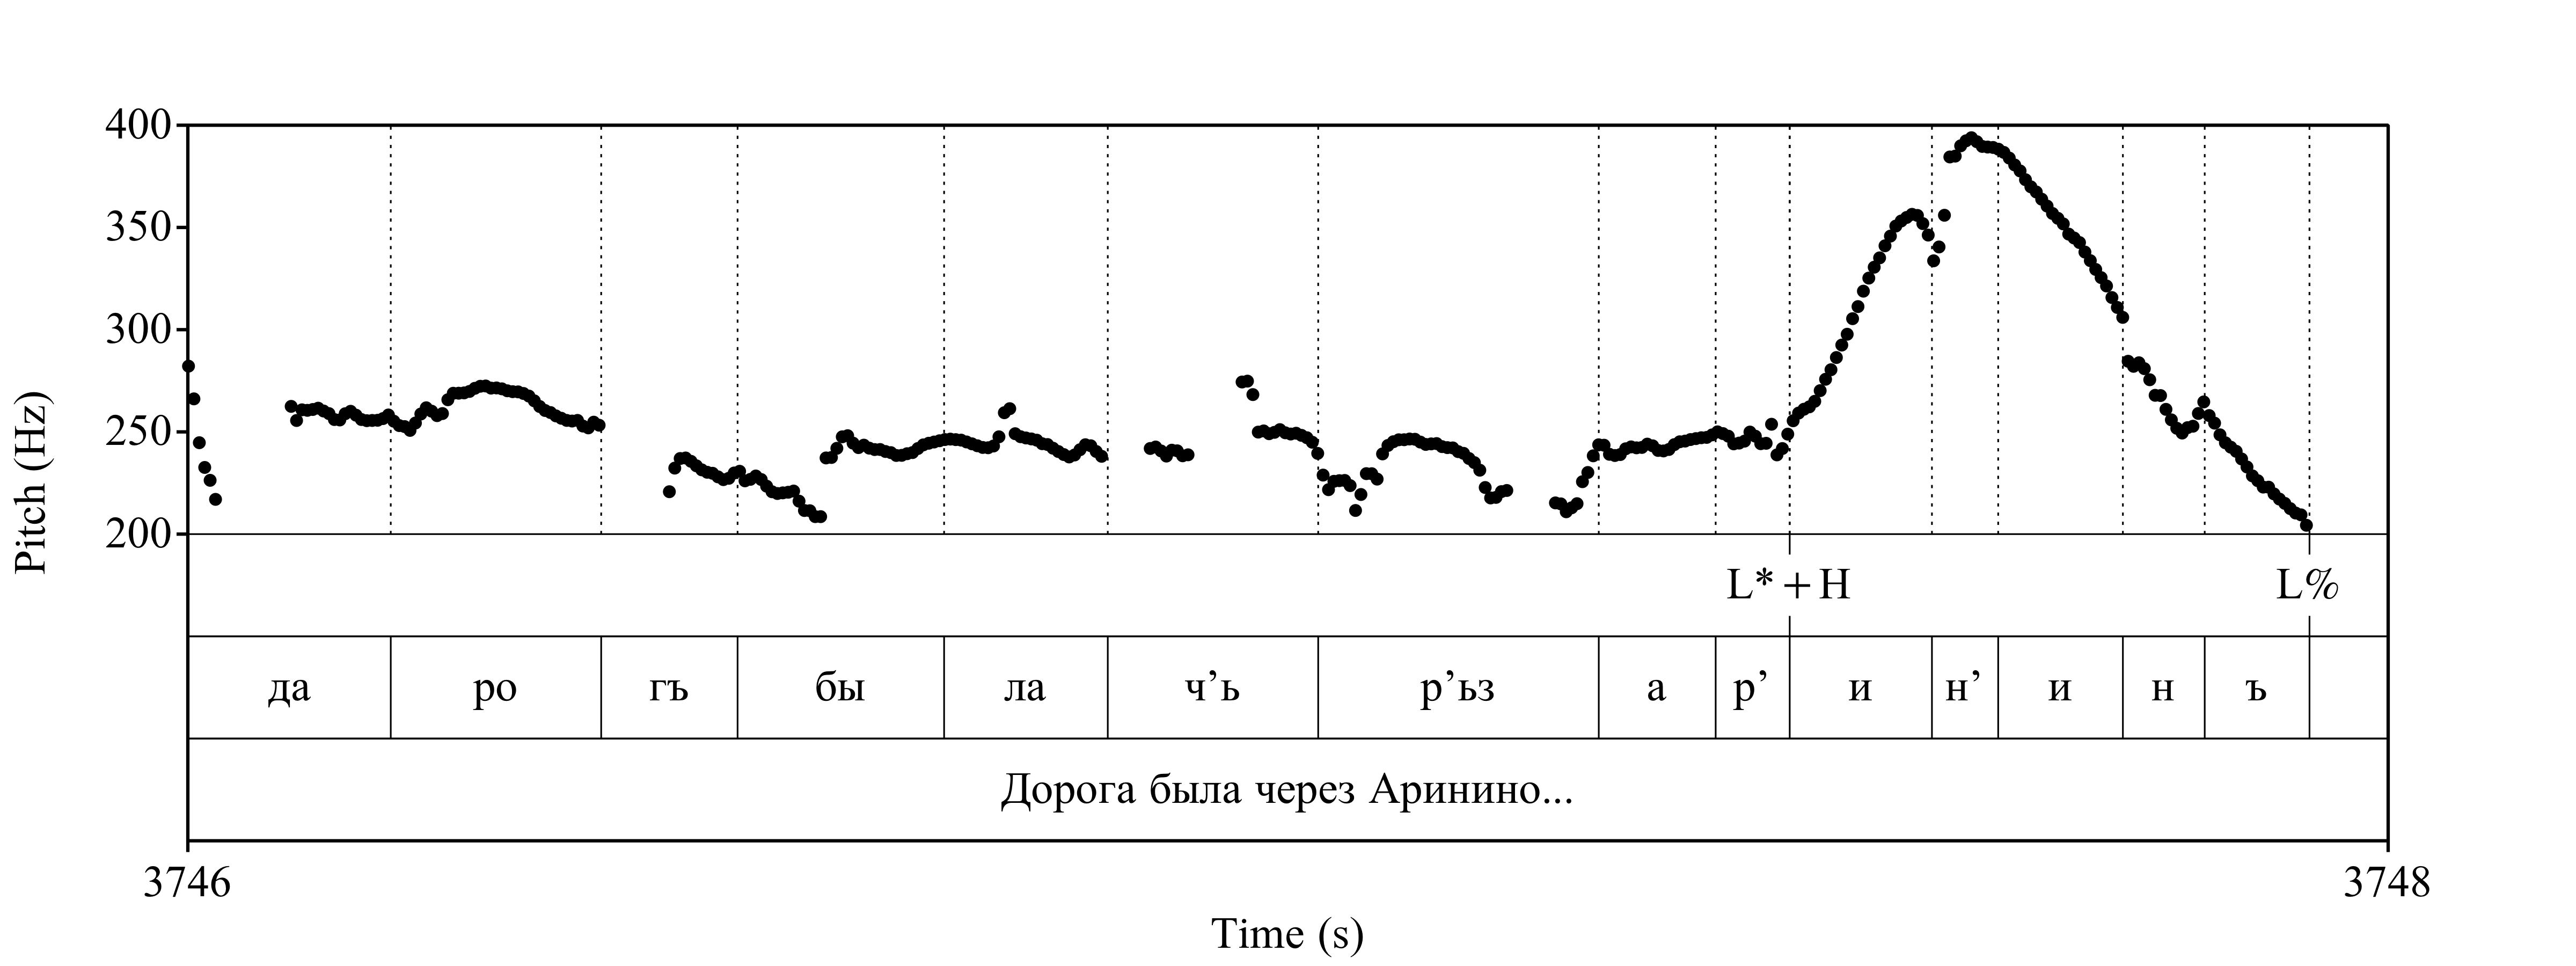 400
350
300
250
200
Pitch (Hz)
L*+H L%
да ро гъ бы ла ч’ь р’ьз а р’ и н’ и н ъ
Дорога была через Аринино...
3746 3748
Time (s)